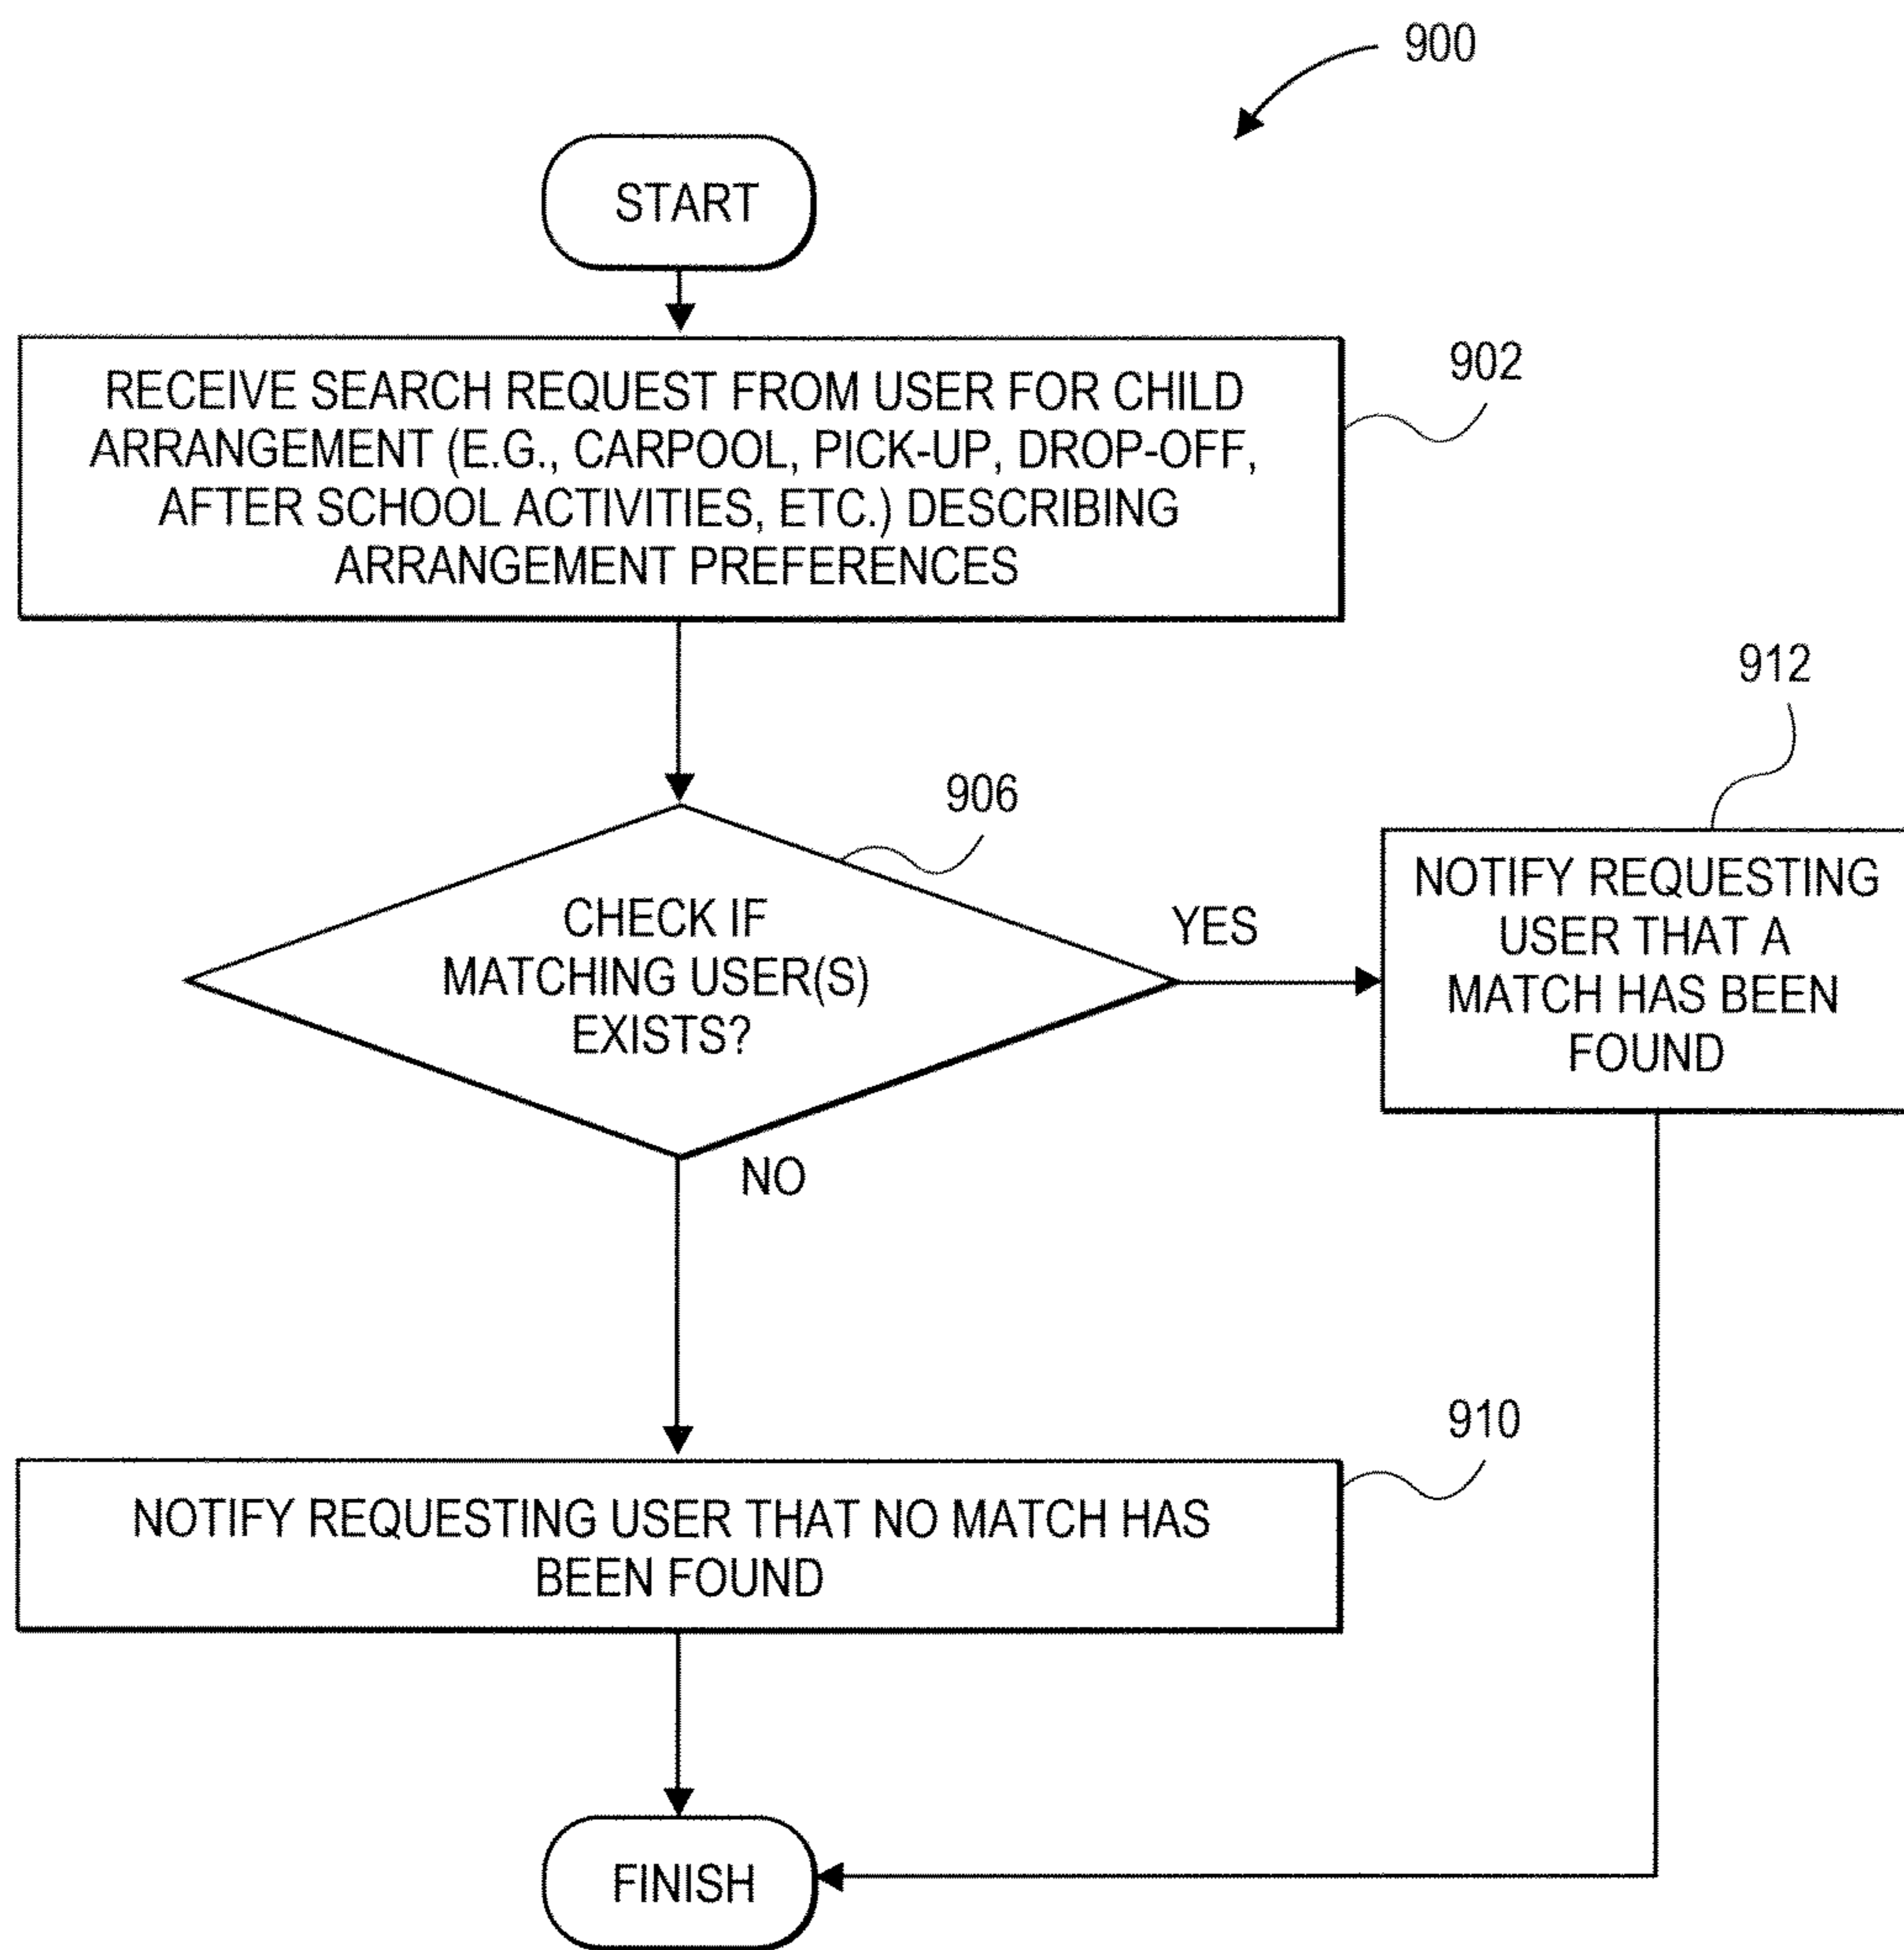 900
START
902
RECEIVE SEARCH REQUEST FROM USER FOR CHILD
ARRANGEMENT (E.G., CARPOOL, PICK-UP, DROP-OFF,
AFTER SCHOOL ACTIVITIES, ETC.) DESCRIBING
ARRANGEMENT PREFERENCES
906
CHECK IF
MATCHING USER(S)
EXISTS?
YES
912
NOTIFY REQUESTING
USER THAT A
MATCH HAS BEEN
FOUND
NO
910
NOTIFY REQUESTING USER THAT NO MATCH HAS
BEEN FOUND
FINISH